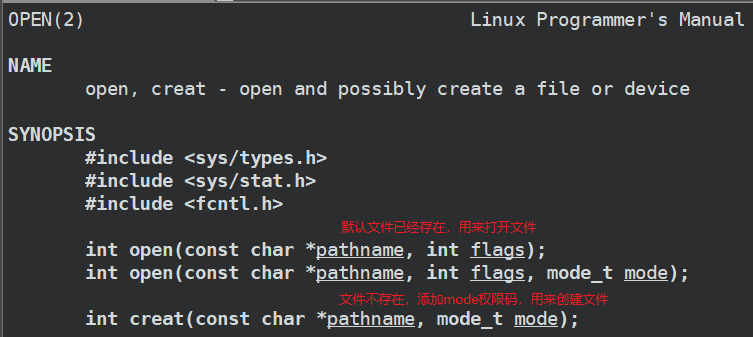 OPEN(2) Linux Programmer's Manual
NAME
open, creat - open and possibly create a file or device
SYNOPSIS
#include <sys/types.h>
#include <sys/stat.h>
#include <fcntl.h>
默认文件已经存在，用来打开文件
int open(const char *pathname, int flags);
int open(const char *pathname, int flags, mode_t mode);
文件不存在，添加mode权限码，用来创建文件
int creat(const char *pathname, mode_t mode);